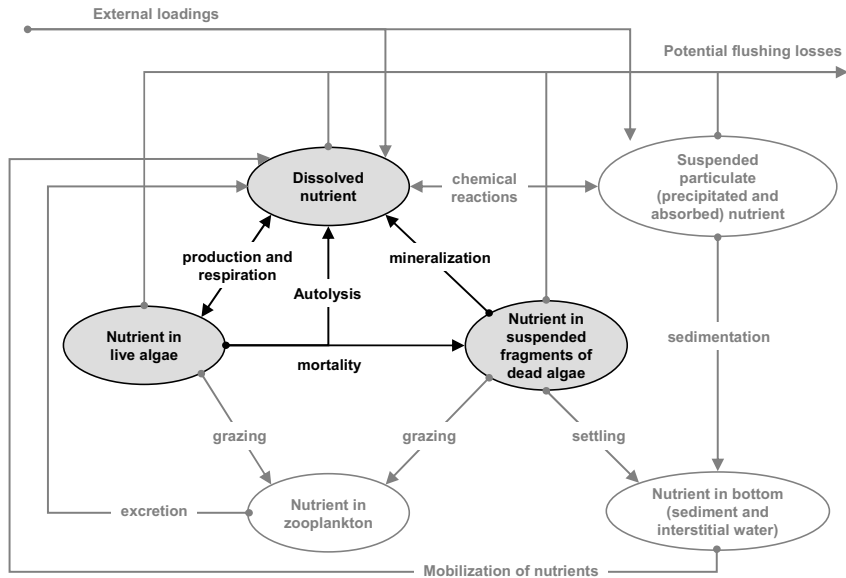 External loadings
Potential flushing losses
Dissolved
nutrient
chemical
reactions
Suspended
particulate
(precipitated and
absorbed) nutrient
production and
respiration
mineralization
Autolysis
Nutrient in
live algae
Nutrient in
suspended
fragments of
dead algae
sedimentation
mortality
grazing
grazing
settling
excretion
Nutrient in
zooplankton
Nutrient in bottom
(sediment and
interstitial water)
Mobilization of nutrients